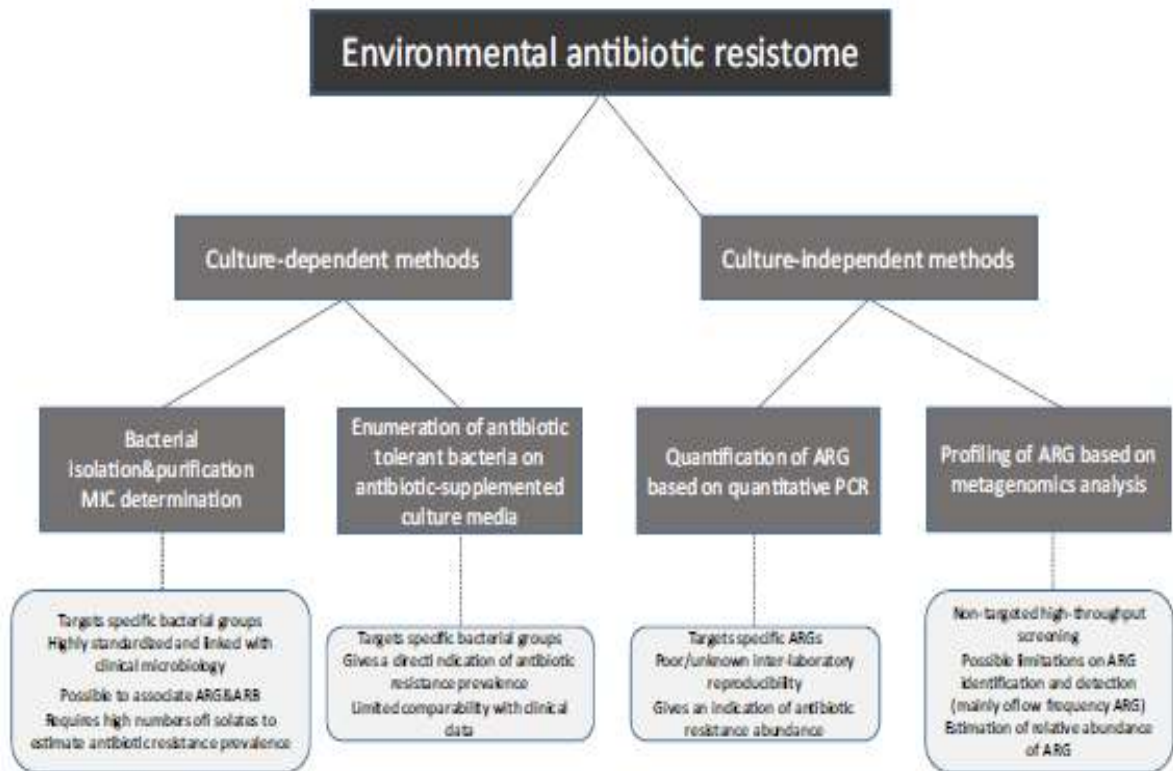 Environmental antibiotic resistome
Culture-dependent methods
Culture-independent methods
Bacterial
isolation&purification
MIC determination
Enumeration of antibiotic
tolerant bacteria on
antibiotic-supplemented
culture media
Quantification of ARG
based on quantitative PCR
Profiling of ARG based on
metagenomics analysis
Targets specific bacterial groups
Highly standardized and linked with
clinical microbiology
Possible to associate ARG&ARB
Requires high numbers of isolates to
estimate antibiotic resistance prevalence
Targets specific bacterial groups
Gives a direct indication of antibiotic
resistance prevalence
Limited comparability with clinical
data
Targets specific ARGs
Poor/unknown inter-laboratory
reproducibility
Gives an indication of antibiotic
resistance abundance
Non-targeted high-throughput
screening
Possible limitations on ARG
identification and detection
(mainly of low frequency ARG)
Estimation of relative abundance
of ARG